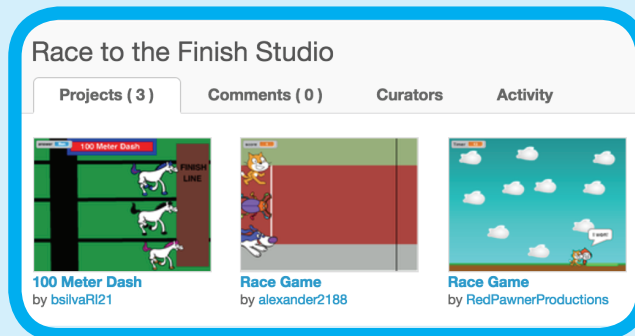 Race to the Finish Studio
Projects ( 3 )
Comments ( 0 )
Curators
Activity
100 Meter Dash
FINISH
LINE
I won!
100 Meter Dash
by bsilvaRI21
Race Game
by alexander2188
Race Game
by RedPawnerProductions